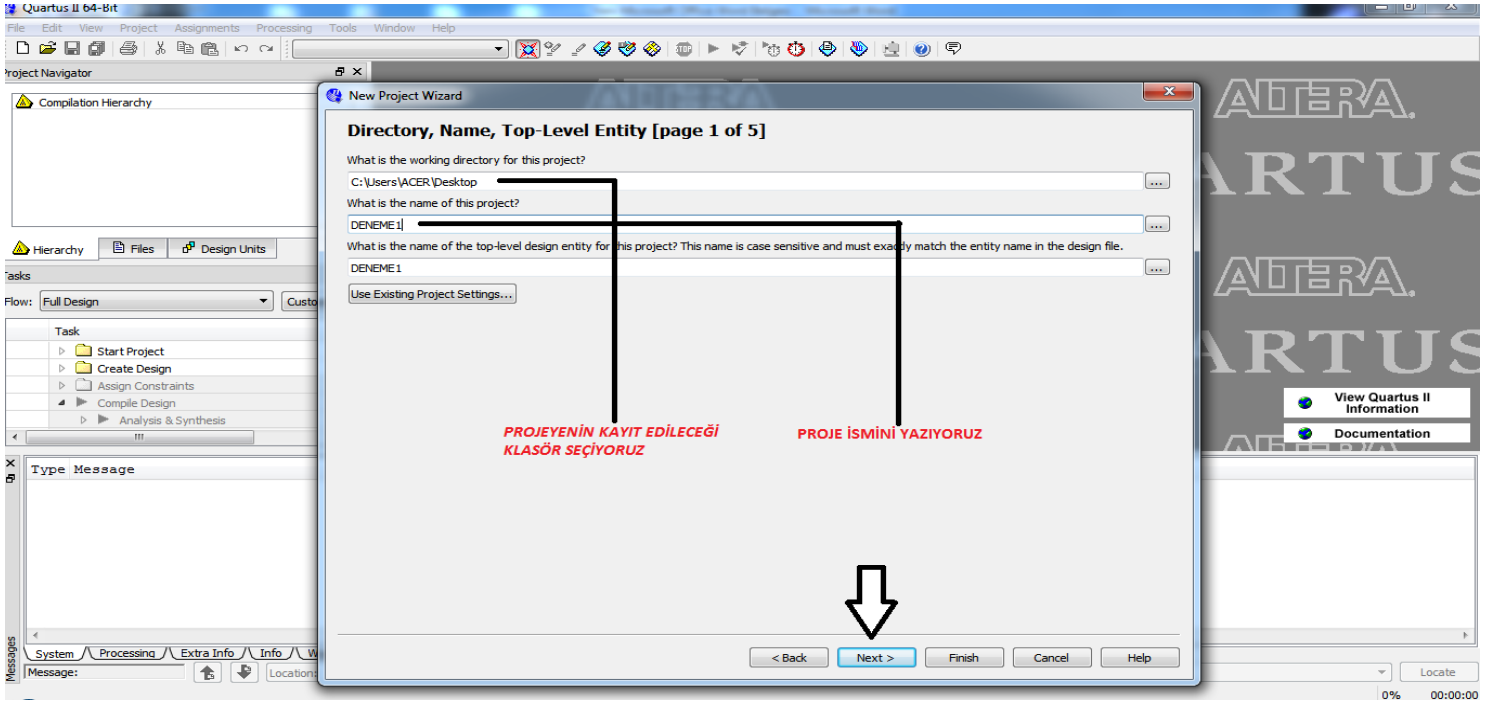 Quartus II 64-Bit
File Edit View Project Assignments Processing Tools Window Help
Project Navigator
Compilation Hierarchy
Hierarchy Files Design Units
Tasks
Flow: Full Design Custo
Task
Start Project
Create Design
Assign Constraints
Compile Design
Analysis & Synthesis
New Project Wizard
Directory, Name, Top-Level Entity [page 1 of 5]
What is the working directory for this project?
C:\Users\ACER\Desktop ...
What is the name of this project?
DENEME1 ...
What is the name of the top-level design entity for this project? This name is case sensitive and must exactly match the entity name in the design file.
DENEME1 ...
Use Existing Project Settings...
PROJEYENİN KAYIT EDİLECEĞİ
KLASÖR SEÇİYORUZ
PROJE İSMİNİ YAZIYORUZ
< Back Next > Finish Cancel Help
ALTERA
ARTUS
ALTERA
ARTUS
View Quartus II
Information
Documentation
Type Message
Messages
System Processing Extra Info Info W
Message: Location:
Locate
0% 00:00:00